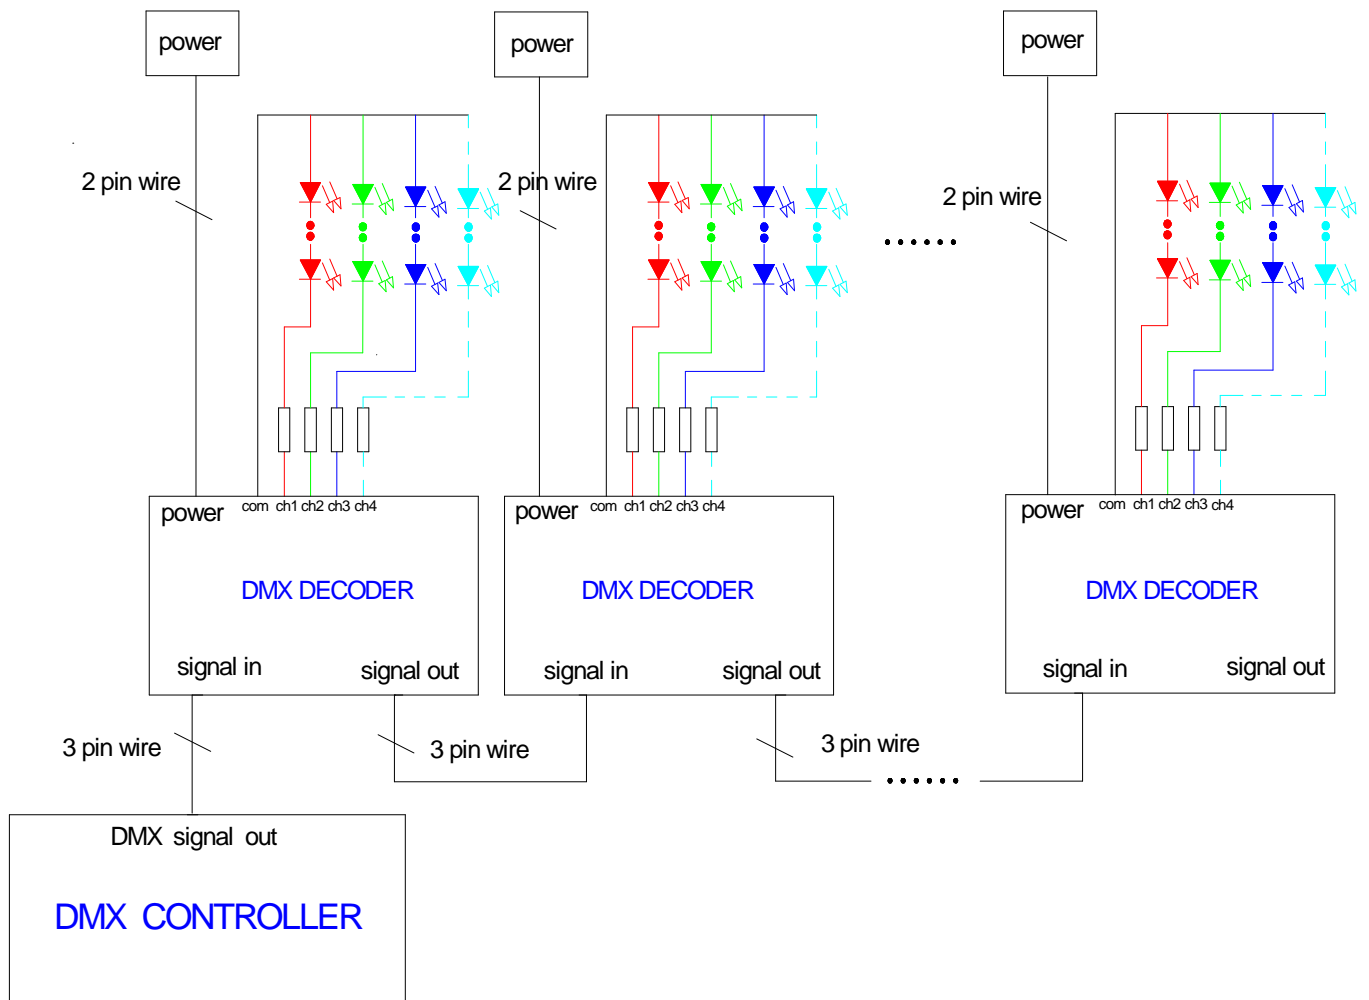 power
power
power
2 pin wire
2 pin wire
2 pin wire
power
com ch1 ch2 ch3 ch4
DMX DECODER
signal in
signal out
power
com ch1 ch2 ch3 ch4
DMX DECODER
signal in
signal out
power
com ch1 ch2 ch3 ch4
DMX DECODER
signal in
signal out
3 pin wire
3 pin wire
3 pin wire
DMX signal out
DMX CONTROLLER